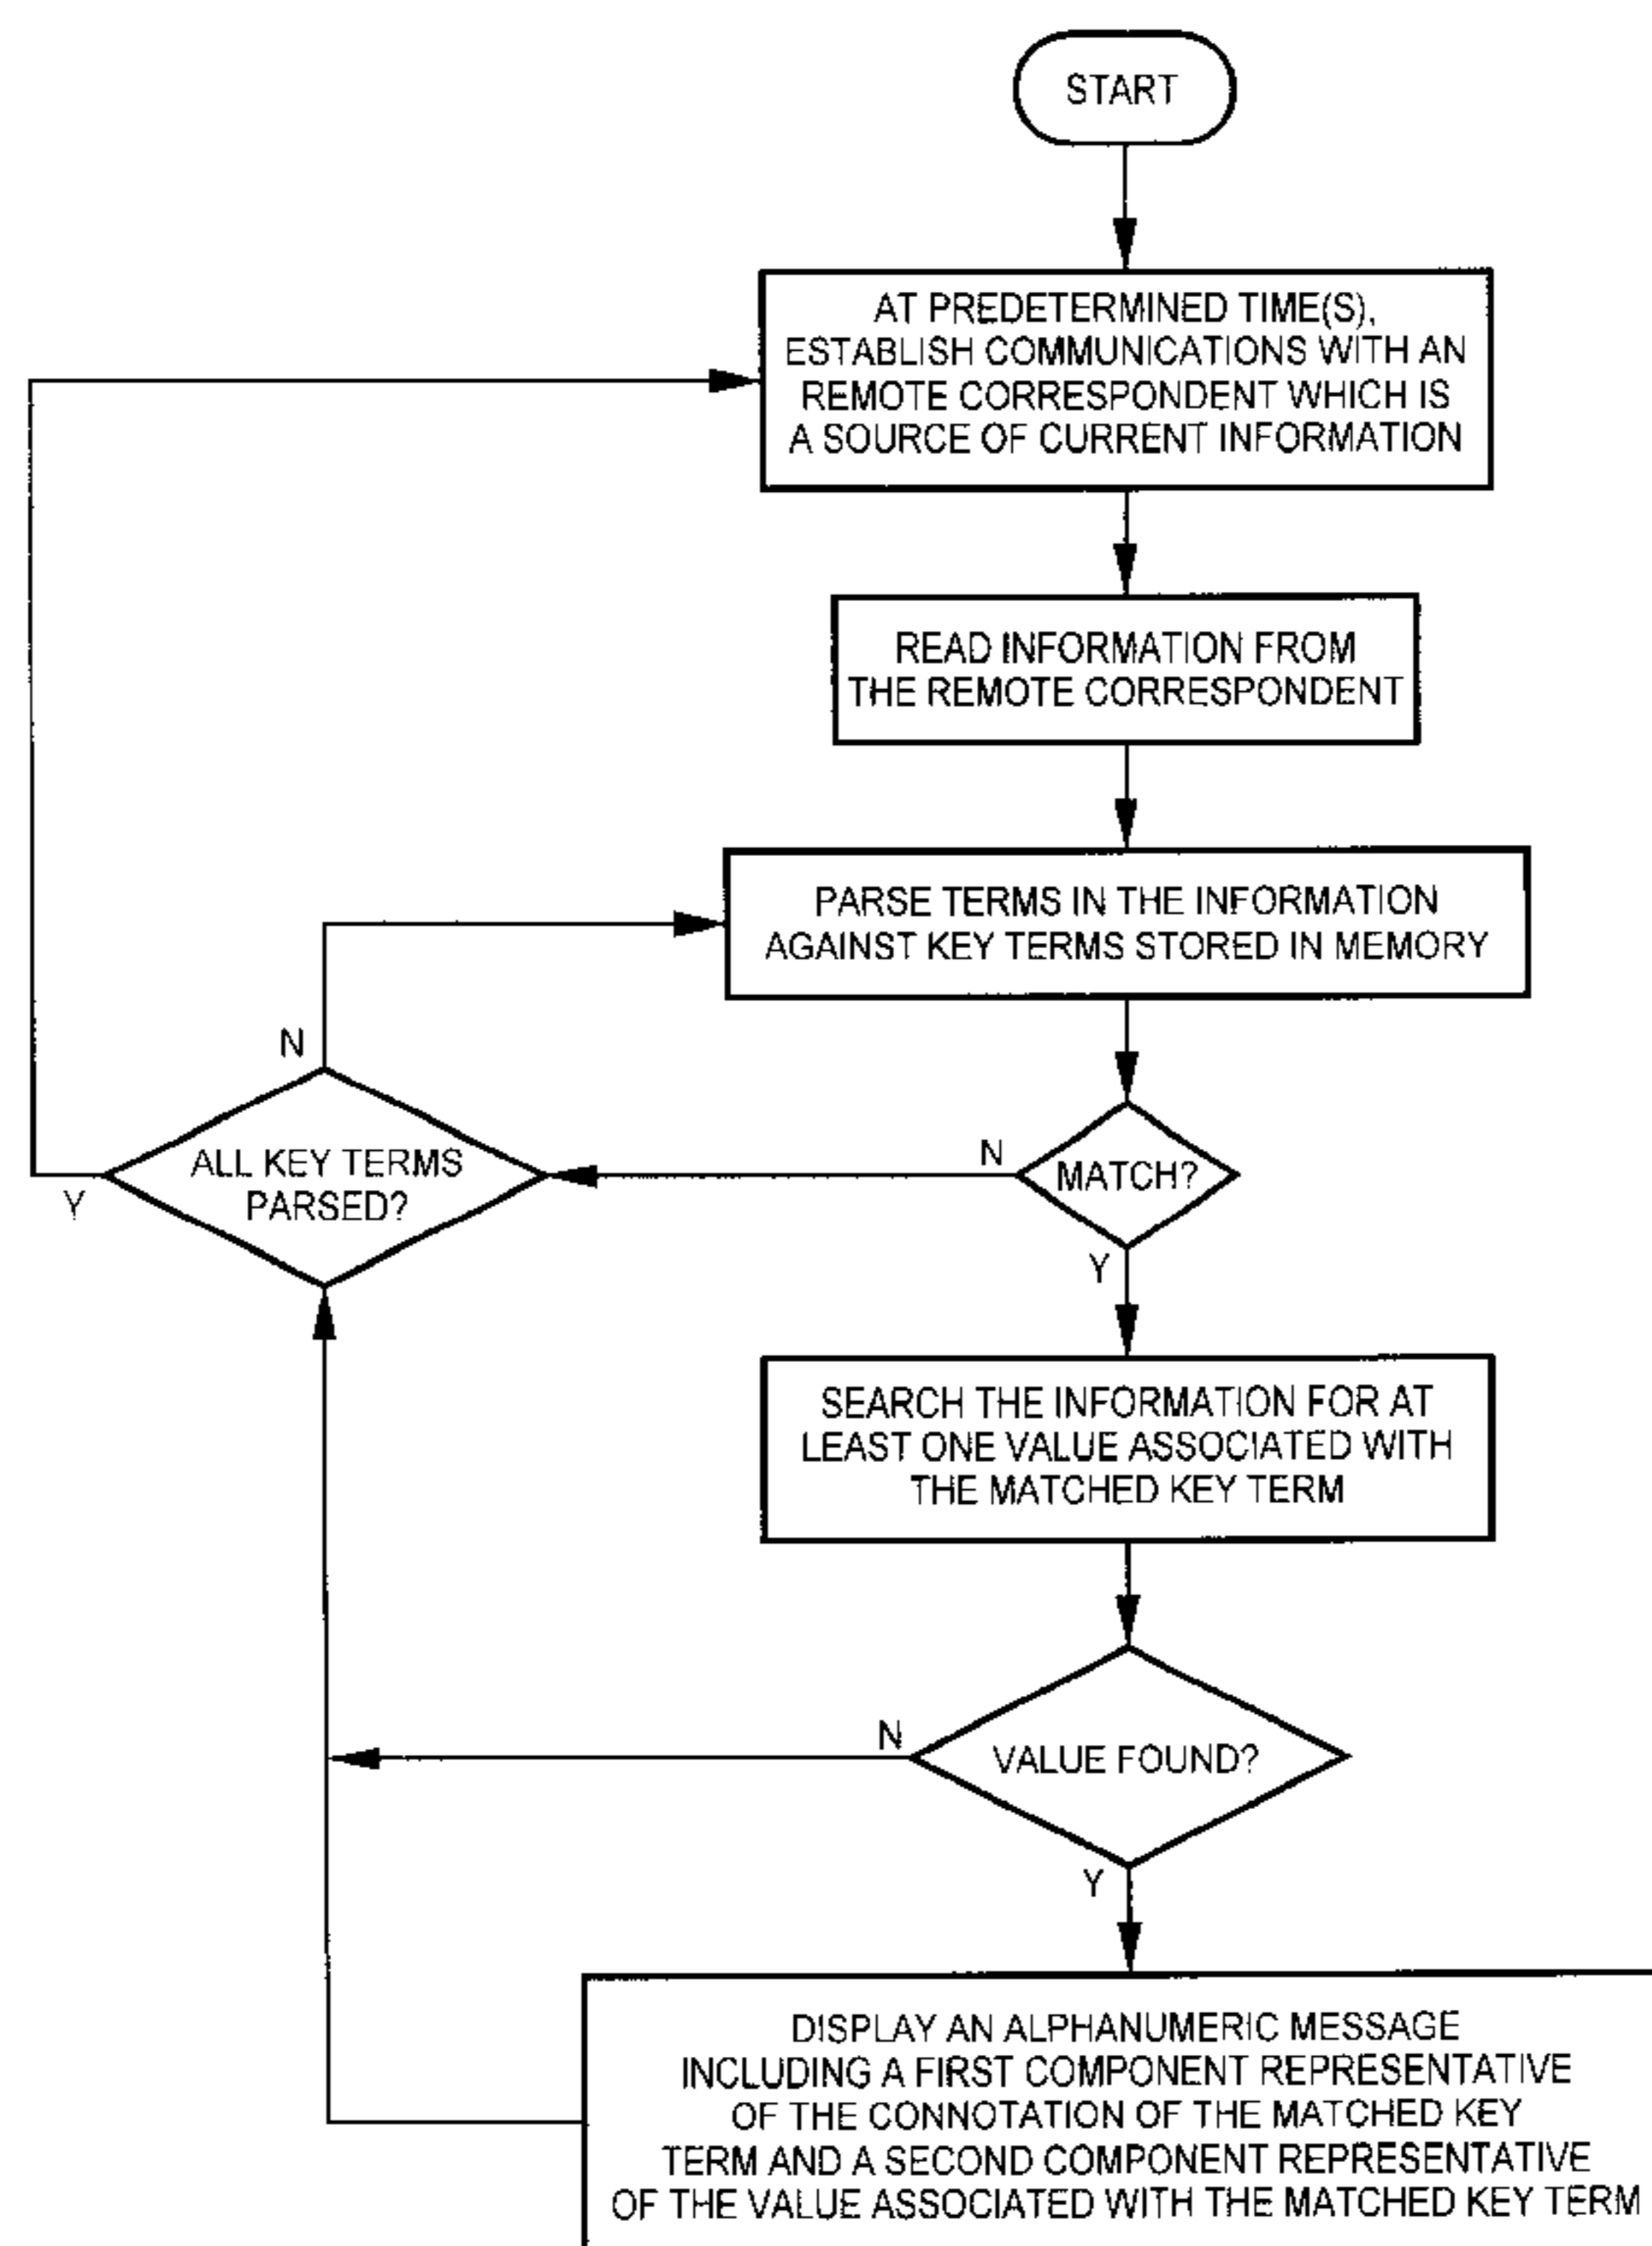 START
AT PREDETERMINED TIME(S),
ESTABLISH COMMUNICATIONS WITH AN
REMOTE CORRESPONDENT WHICH IS
A SOURCE OF CURRENT INFORMATION
READ INFORMATION FROM
THE REMOTE CORRESPONDENT
PARSE TERMS IN THE INFORMATION
AGAINST KEY TERMS STORED IN MEMORY
N
ALL KEY TERMS
PARSED?
Y
N
MATCH?
Y
SEARCH THE INFORMATION FOR AT
LEAST ONE VALUE ASSOCIATED WITH
THE MATCHED KEY TERM
N
VALUE FOUND?
Y
DISPLAY AN ALPHANUMERIC MESSAGE
INCLUDING A FIRST COMPONENT REPRESENTATIVE
OF THE CONNOTATION OF THE MATCHED KEY
TERM AND A SECOND COMPONENT REPRESENTATIVE
OF THE VALUE ASSOCIATED WITH THE MATCHED KEY TERM